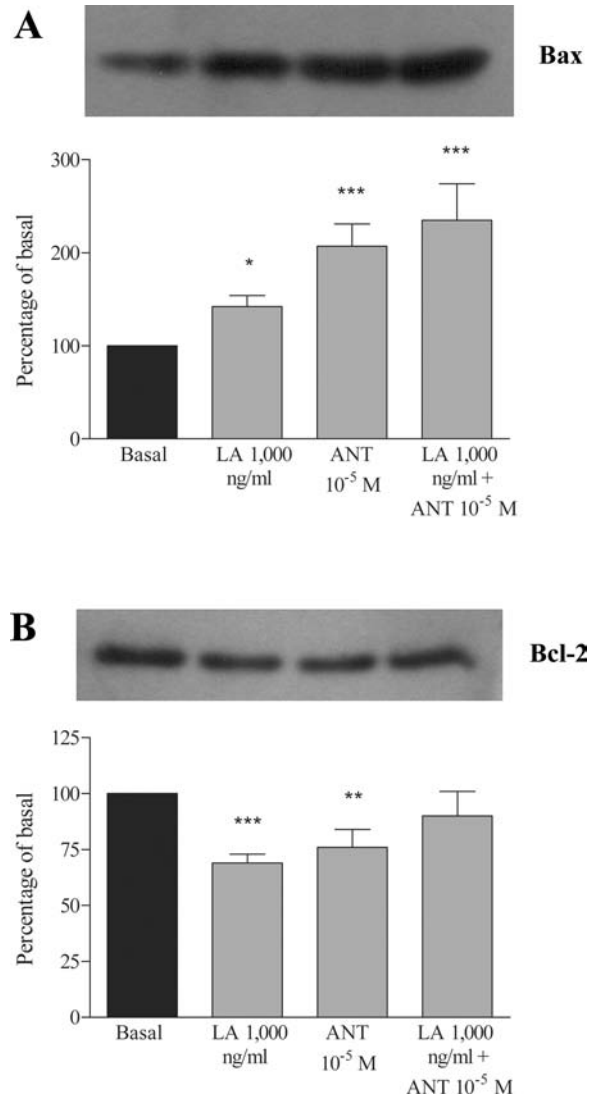 A
Bax
300
***
***
200
*
100
0
Percentage of basal
Basal
LA 1,000
ng/ml
ANT
10⁻⁵ M
LA 1,000
ng/ml +
ANT 10⁻⁵ M
B
Bcl-2
125
100
***
**
75
50
25
0
Percentage of basal
Basal
LA 1,000
ng/ml
ANT
10⁻⁵ M
LA 1,000
ng/ml +
ANT 10⁻⁵ M